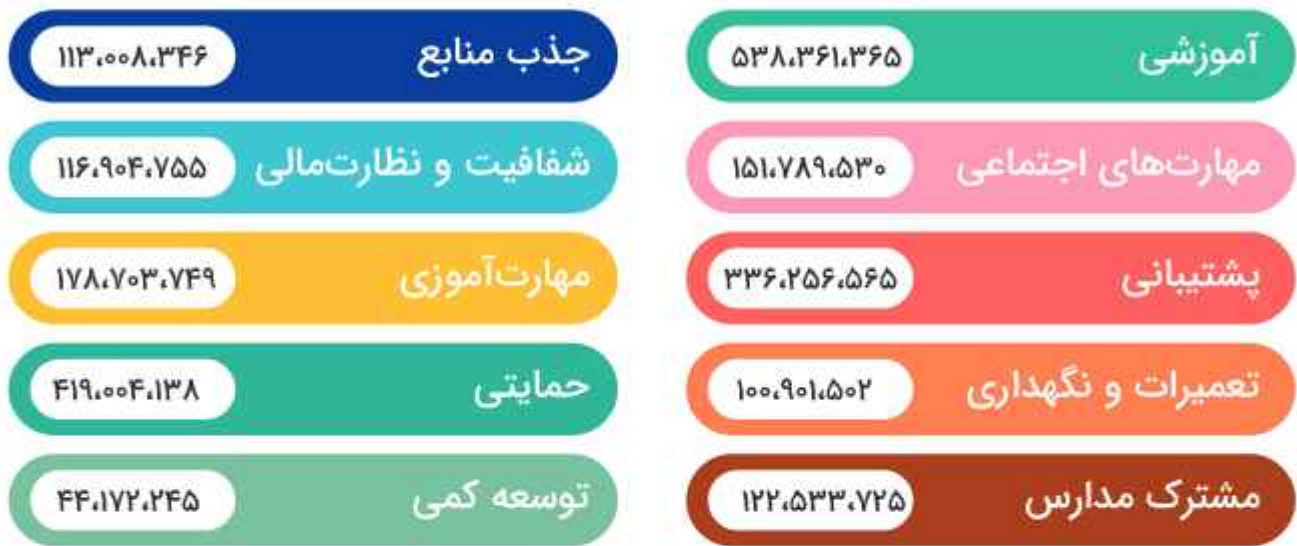 آموزشی ۵۳۸،۳۶۱،۳۶۵
مهارت‌های اجتماعی ۱۵۱،۷۸۹،۵۳۰
پشتیبانی ۳۳۶،۲۵۶،۵۶۵
تعمیرات و نگهداری ۱۰۰،۹۰۱،۵۰۲
مشترک مدارس ۱۲۲،۵۳۳،۷۲۵
جذب منابع ۱۱۳،۰۰۸،۳۴۶
شفافیت و نظارت‌مالی ۱۱۶،۹۰۴،۷۵۵
مهارت‌آموزی ۱۷۸،۷۰۳،۷۴۹
حمایتی ۴۱۹،۰۰۴،۱۳۸
توسعه کمی ۴۴،۱۷۲،۲۴۵